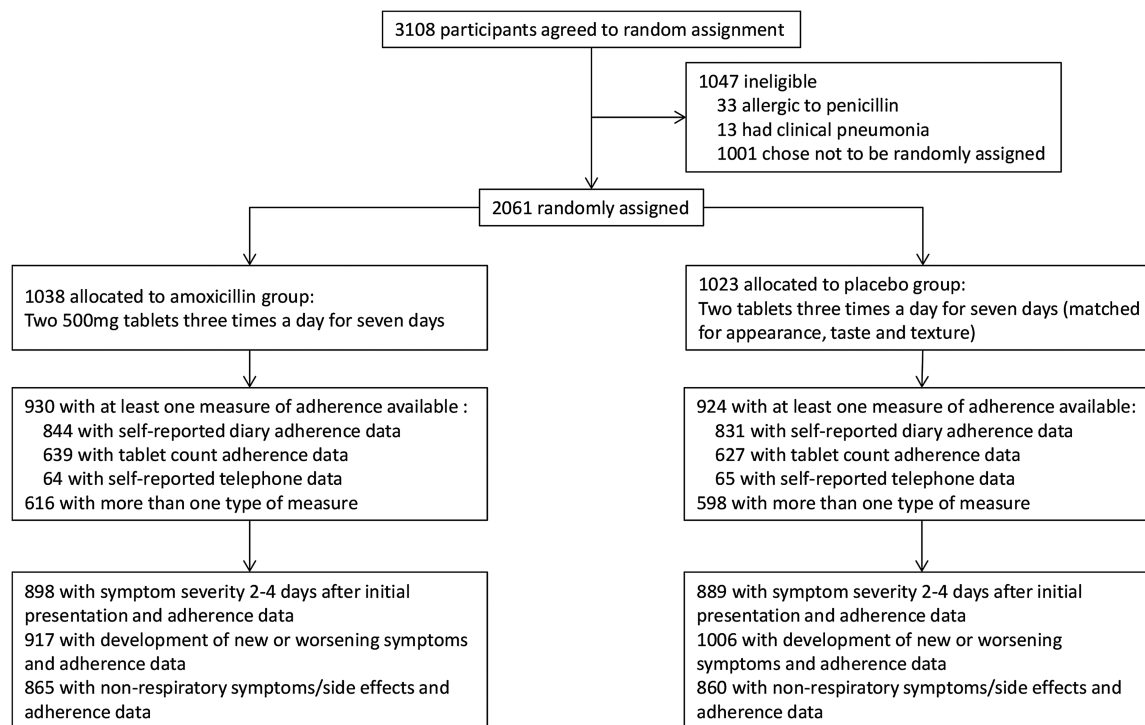 3108 participants agreed to random assignment
1047 ineligible
33 allergic to penicillin
13 had clinical pneumonia
1001 chose not to be randomly assigned
2061 randomly assigned
1038 allocated to amoxicillin group:
Two 500mg tablets three times a day for seven days
1023 allocated to placebo group:
Two tablets three times a day for seven days (matched
for appearance, taste and texture)
930 with at least one measure of adherence available :
844 with self-reported diary adherence data
639 with tablet count adherence data
64 with self-reported telephone data
616 with more than one type of measure
924 with at least one measure of adherence available:
831 with self-reported diary adherence data
627 with tablet count adherence data
65 with self-reported telephone data
598 with more than one type of measure
898 with symptom severity 2-4 days after initial
presentation and adherence data
917 with development of new or worsening symptoms
and adherence data
865 with non-respiratory symptoms/side effects and
adherence data
889 with symptom severity 2-4 days after initial
presentation and adherence data
1006 with development of new or worsening
symptoms and adherence data
860 with non-respiratory symptoms/side effects and
adherence data